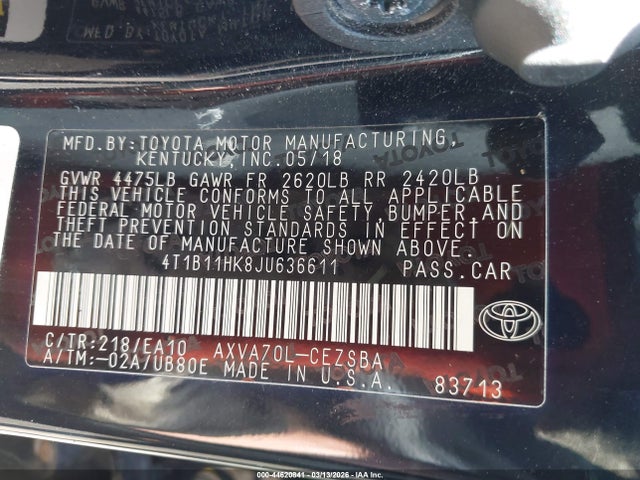 MFD.BY:TOYOTA MOTOR MANUFACTURING,
KENTUCKY, INC. 05/18
GVWR 4475LB GAWR FR 2620LB RR 2420LB
THIS VEHICLE CONFORMS TO ALL APPLICABLE
FEDERAL MOTOR VEHICLE SAFETY, BUMPER,AND
THEFT PREVENTION STANDARDS IN EFFECT ON
THE DATE OF MANUFACTURE SHOWN ABOVE.
4T1B11HK8JU636611 PASS.CAR
C/TR:218/EA10 AXVA70L-CEZSBA
A/TM:-02A/UB80E MADE IN U.S.A. 83713
000-44620841 - 03/13/2026 - IAAI.COM